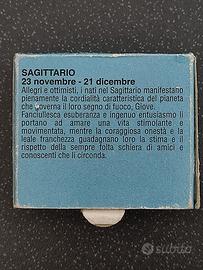 SAGITTARIO
23 novembre - 21 dicembre
Allegri e ottimisti, i nati nel Sagittario manifestano
pienamente la cordialità caratteristica del pianeta
che governa il loro segno di fuoco, Giove.
Fanciullesca esuberanza e ingenuo entusiasmo li
portano ad amare una vita stimolante e
movimentata, mentre la coraggiosa onestà e la
leale franchezza guadagnano loro la stima e il
rispetto della sempre folta schiera di amici e
conoscenti che li circonda.
subito